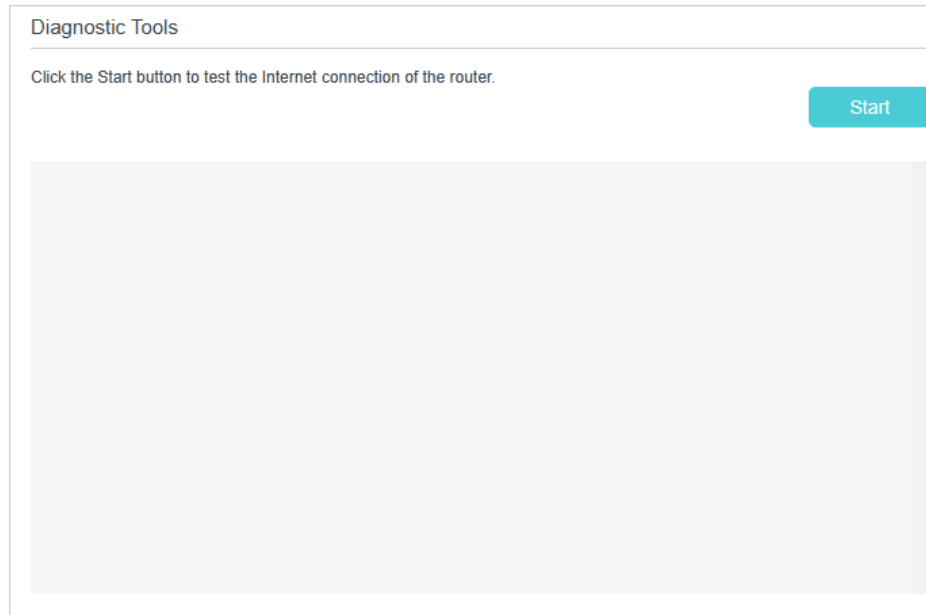 Diagnostic Tools
Click the Start button to test the Internet connection of the router.
Start